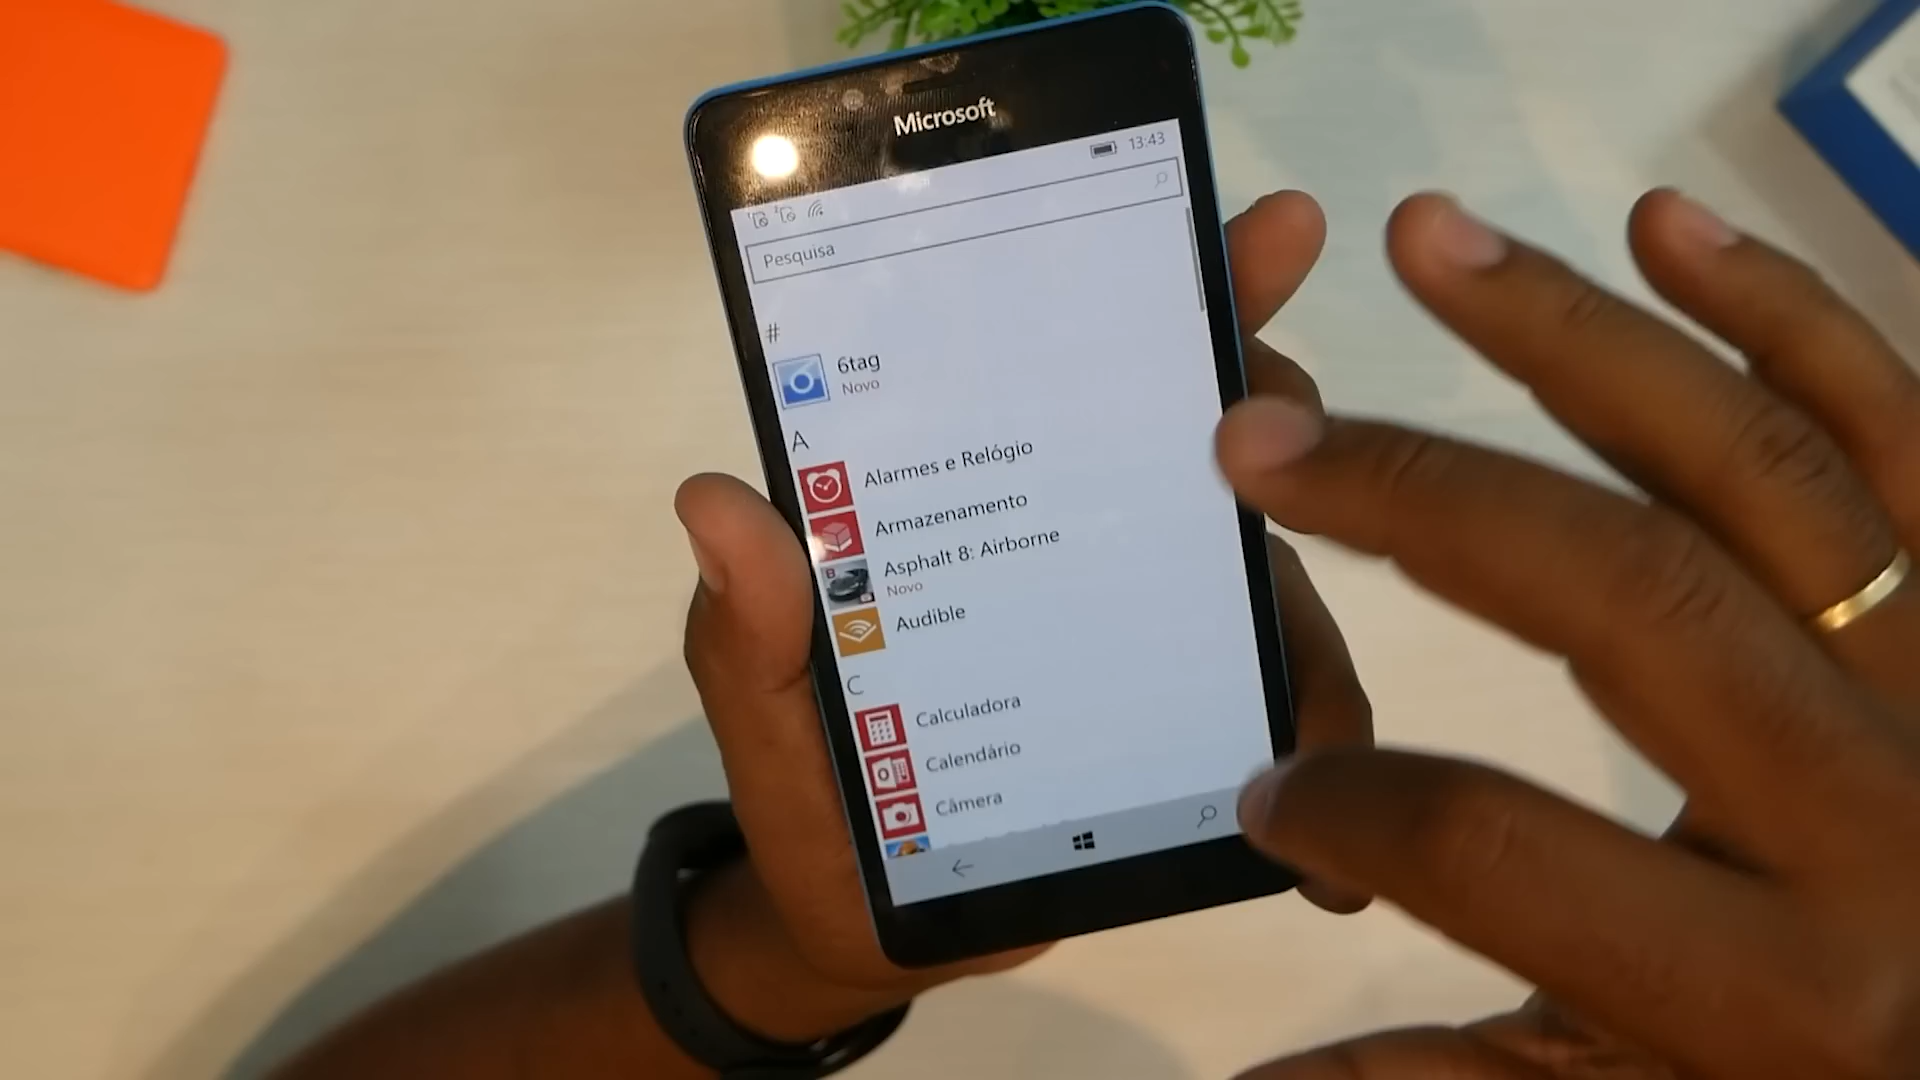 Microsoft
13:43
Pesquisa
#
6tag
Novo
A
Alarmes e Relógio
Armazenamento
Asphalt 8: Airborne
Novo
Audible
C
Calculadora
Calendário
Câmera